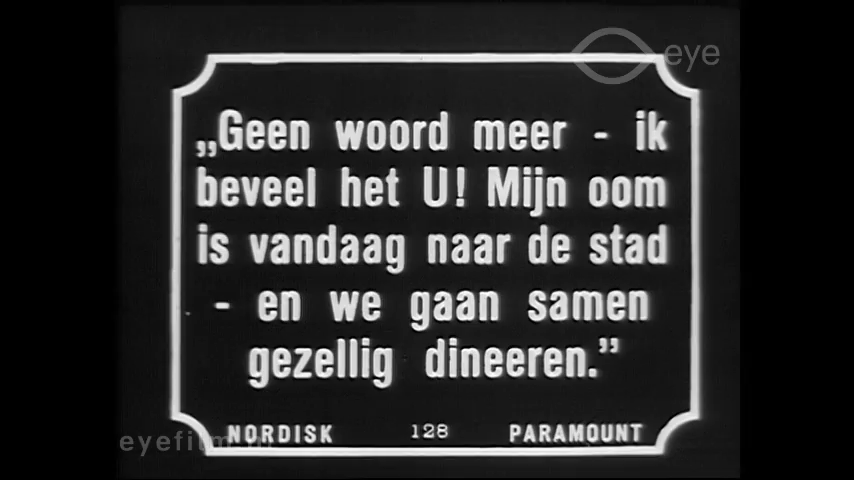 eye
„Geen woord meer - ik
beveel het U! Mijn oom
is vandaag naar de stad
- en we gaan samen
gezellig dineeren.”
NORDISK 128 PARAMOUNT
eyefilm.nl